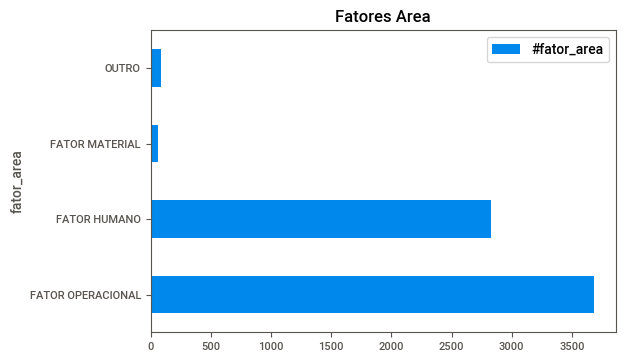 Fatores Area
#fator_area
OUTRO
FATOR MATERIAL
FATOR HUMANO
FATOR OPERACIONAL
fator_area
0 500 1000 1500 2000 2500 3000 3500